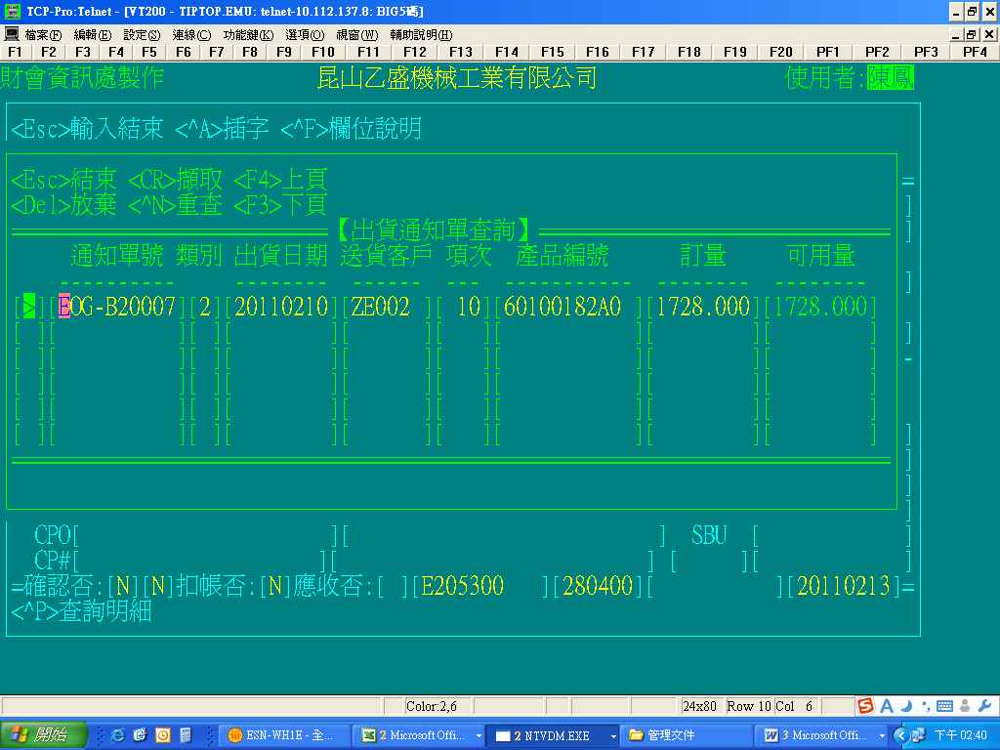 TCP-Pro:Telnet - [VT200 - TIPTOP.EMU: telnet-10.112.137.8: BIG5碼]
檔案(F) 編輯(E) 設定(S) 連線(C) 功能鍵(K) 選項(O) 視窗(W) 輔助說明(H)
F1 F2 F3 F4 F5 F6 F7 F8 F9 F10 F11 F12 F13 F14 F15 F16 F17 F18 F19 F20 PF1 PF2 PF3 PF4
財會資訊處製作 昆山乙盛機械工業有限公司 使用者:陳鳳
<Esc>輸入結束 <^A>插字 <^F>欄位說明
<Esc>結束 <CR>擷取 <F4>上頁
<Del>放棄 <^N>重查 <F3>下頁
【出貨通知單查詢】
通知單號 類別 出貨日期 送貨客戶 項次 產品編號 訂量 可用量
---------- -------- ------ --- ----------- -------- --------
[>][EOG-B20007][2][20110210][ZE002 ][ 10][60100182A0 ][1728.000][1728.000]
[ ][ ][ ][ ][ ][ ][ ][ ][ ]
[ ][ ][ ][ ][ ][ ][ ][ ][ ]
[ ][ ][ ][ ][ ][ ][ ][ ][ ]
[ ][ ][ ][ ][ ][ ][ ][ ][ ]
[ ][ ][ ][ ][ ][ ][ ][ ][ ]
CPO[ ][ ] SBU [ ]
CP#[ ][ ] [ ][ ]
=確認否:[N][N]扣帳否:[N]應收否:[ ][E205300 ][280400][ ][20110213]=
<^P>查詢明細
Color:2,6 24x80 Row 10 Col 6
開始 ESN-WH1E - 全... 2 Microsoft Offi... 2 NTVDM.EXE 管理文件 3 Microsoft Offi... 下午 02:40